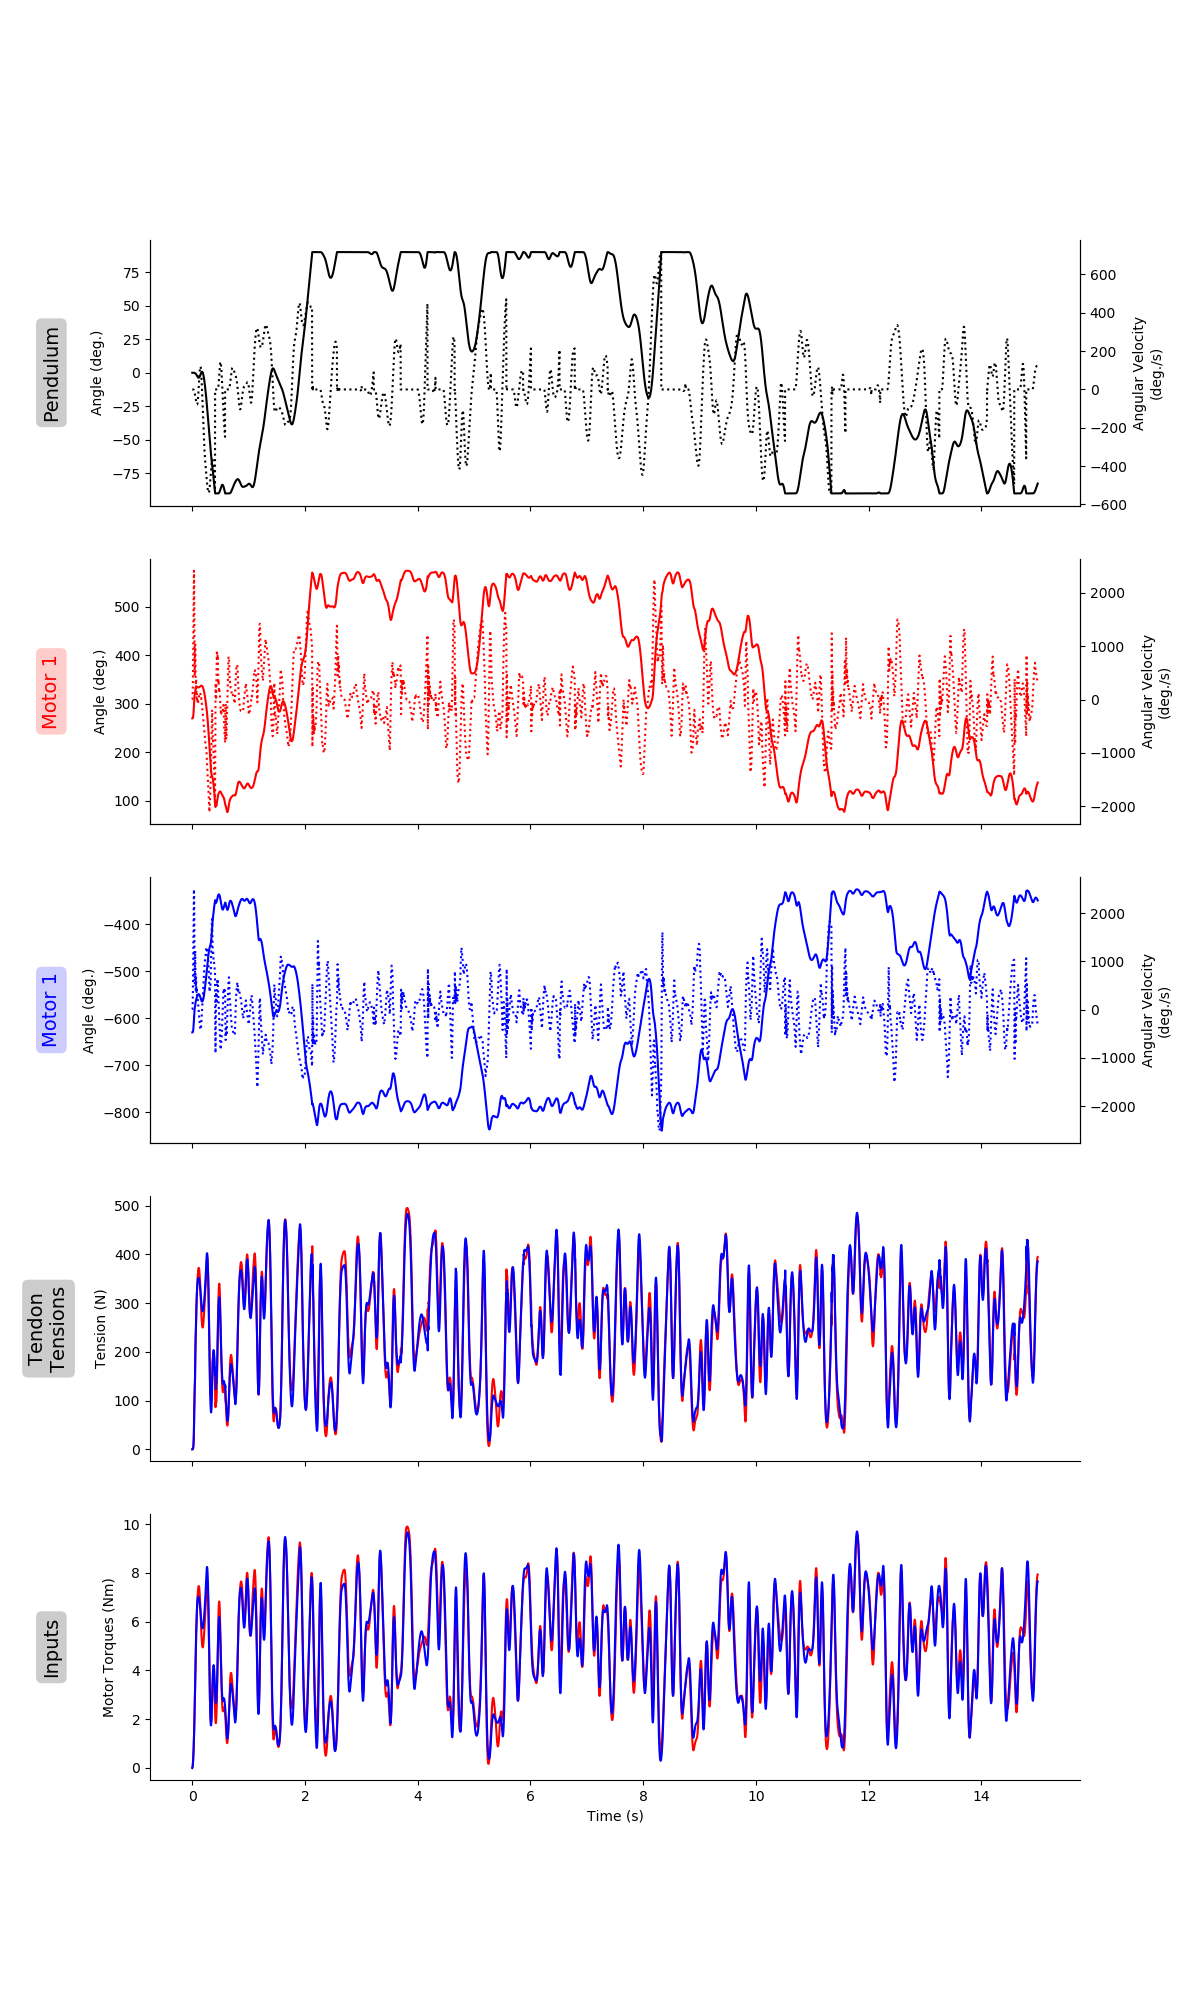 Pendulum
Angle (deg.)
75
50
25
0
−25
−50
−75
600
400
200
0
−200
−400
−600
Angular Velocity
(deg./s)
Motor 1
Angle (deg.)
500
400
300
200
100
2000
1000
0
−1000
−2000
Angular Velocity
(deg./s)
Motor 1
Angle (deg.)
−400
−500
−600
−700
−800
2000
1000
0
−1000
−2000
Angular Velocity
(deg./s)
Tendon
Tensions
Tension (N)
500
400
300
200
100
0
Inputs
Motor Torques (Nm)
10
8
6
4
2
0
0 2 4 6 8 10 12 14
Time (s)